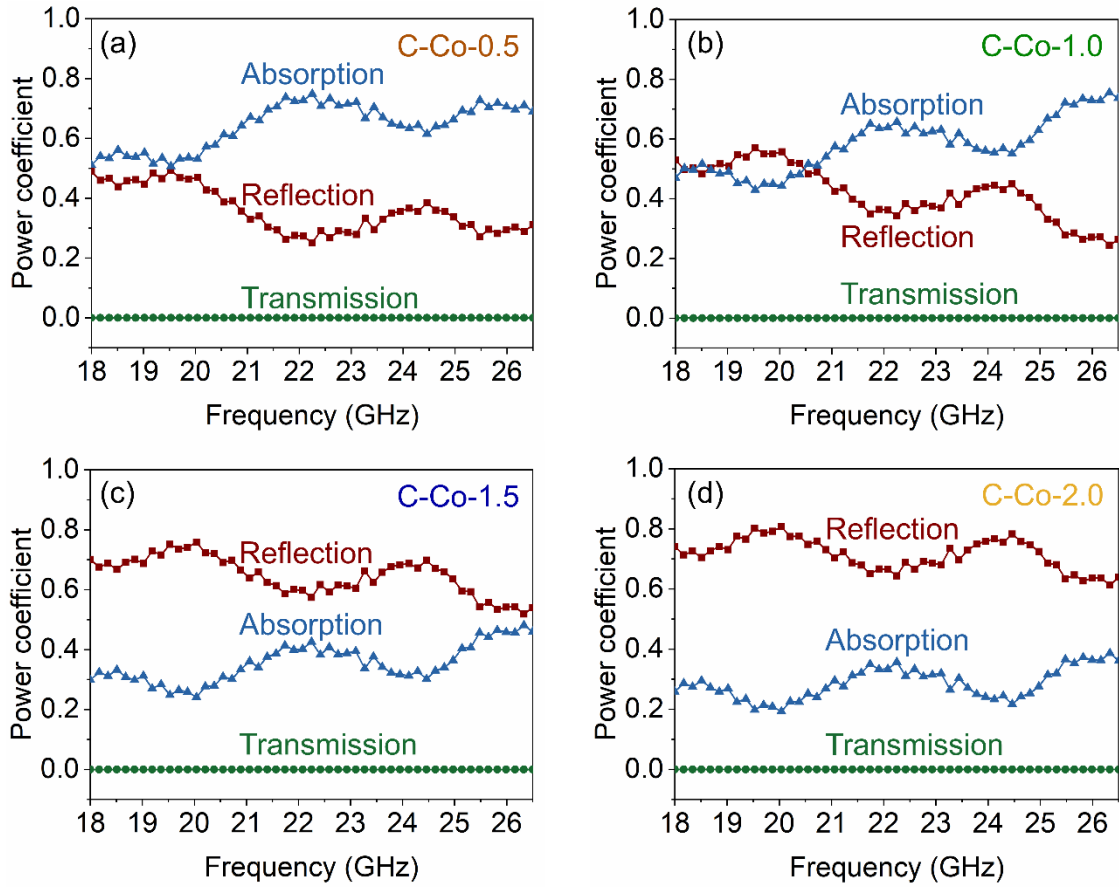 (a)
C-Co-0.5
Absorption
Reflection
Transmission
Power coefficient
1.0
0.8
0.6
0.4
0.2
0.0
18 19 20 21 22 23 24 25 26
Frequency (GHz)
(b)
C-Co-1.0
Absorption
Reflection
Transmission
Power coefficient
1.0
0.8
0.6
0.4
0.2
0.0
18 19 20 21 22 23 24 25 26
Frequency (GHz)
(c)
C-Co-1.5
Reflection
Absorption
Transmission
Power coefficient
1.0
0.8
0.6
0.4
0.2
0.0
18 19 20 21 22 23 24 25 26
Frequency (GHz)
(d)
C-Co-2.0
Reflection
Absorption
Transmission
Power coefficient
1.0
0.8
0.6
0.4
0.2
0.0
18 19 20 21 22 23 24 25 26
Frequency (GHz)